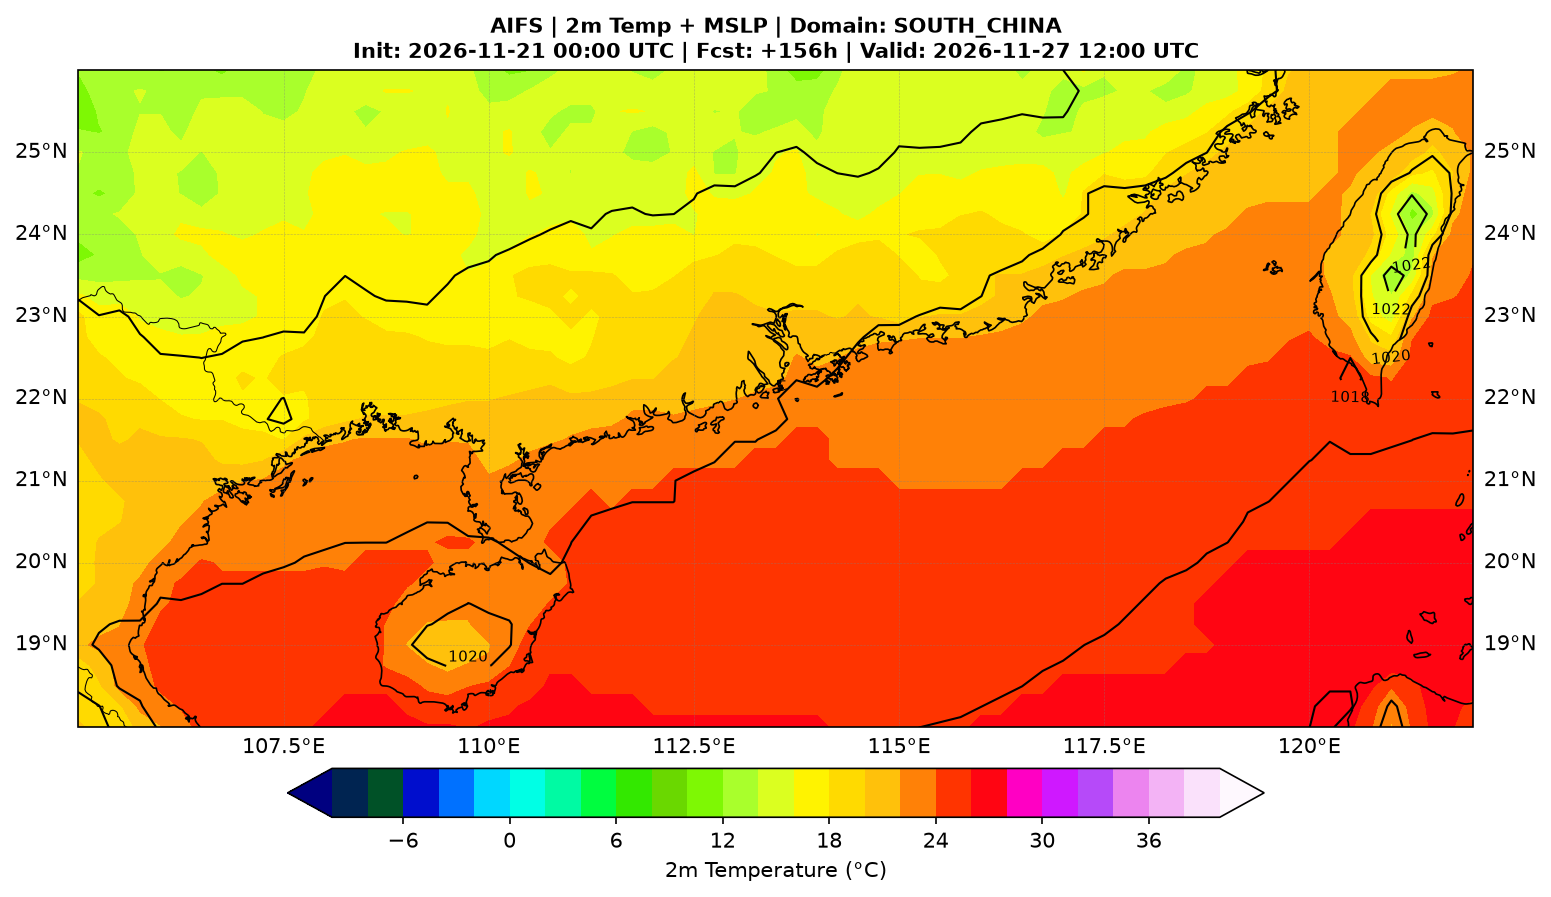 AIFS | 2m Temp + MSLP | Domain: SOUTH_CHINA
Init: 2026-11-21 00:00 UTC | Fcst: +156h | Valid: 2026-11-27 12:00 UTC
25°N 25°N
24°N 24°N
1022
1022
23°N 23°N
1020
1018
22°N 22°N
21°N 21°N
20°N 20°N
19°N 19°N
1020
107.5°E 110°E 112.5°E 115°E 117.5°E 120°E
−6 0 6 12 18 24 30 36
2m Temperature (°C)